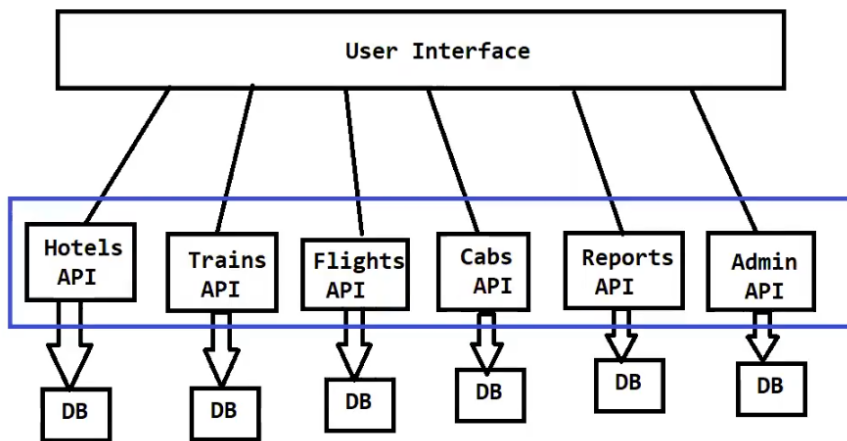 User Interface
Hotels
API
Trains
API
Flights
API
Cabs
API
Reports
API
Admin
API
DB
DB
DB
DB
DB
DB